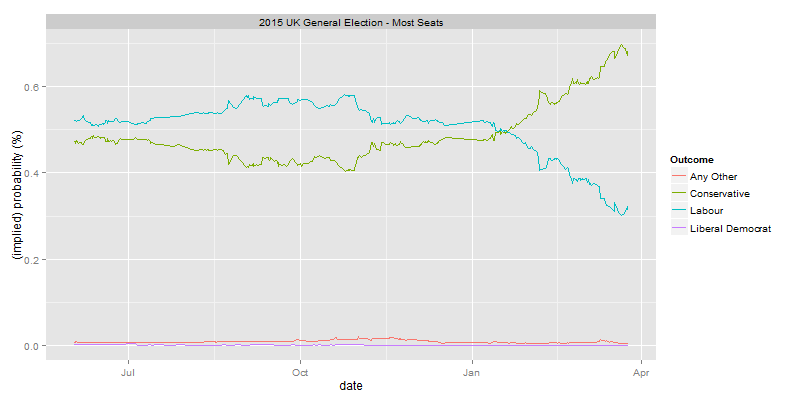 2015 UK General Election - Most Seats
(implied) probability (%)
0.6
0.4
0.2
0.0
Jul
Oct
Jan
Apr
date
Outcome
Any Other
Conservative
Labour
Liberal Democrat